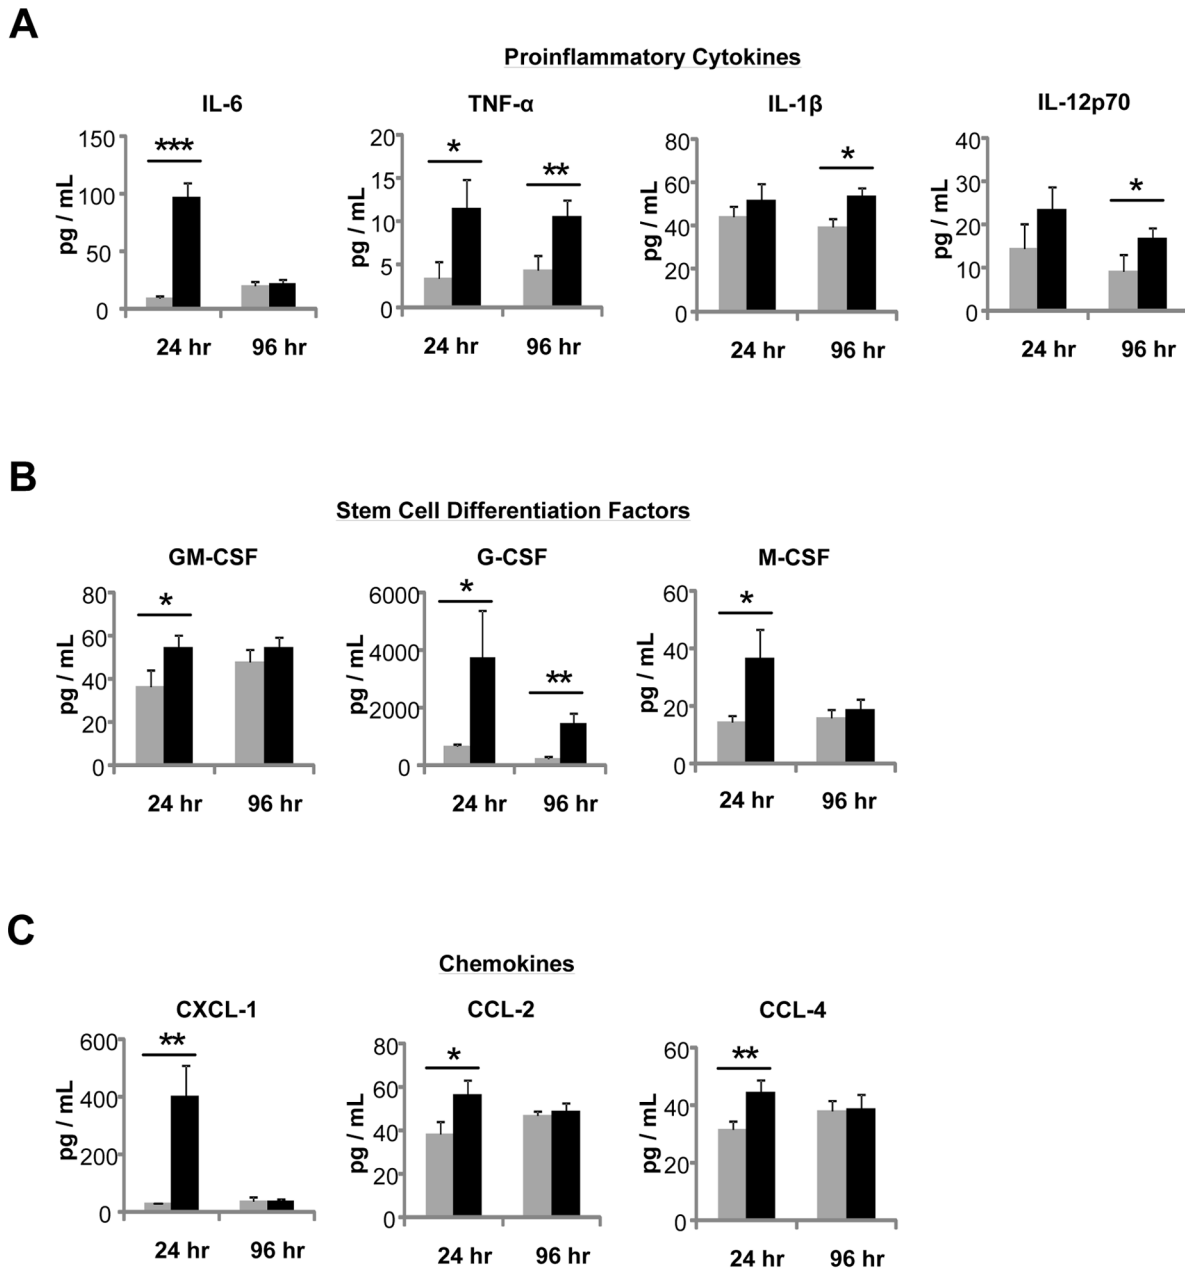 A
Proinflammatory Cytokines
IL-6
TNF-α
IL-1β
IL-12p70
150
100
50
0
pg / mL
***
24 hr
96 hr
20
15
10
5
0
pg / mL
*
**
24 hr
96 hr
80
60
40
20
0
pg / mL
*
24 hr
96 hr
40
30
20
10
0
pg / mL
*
24 hr
96 hr
B
Stem Cell Differentiation Factors
GM-CSF
G-CSF
M-CSF
80
60
40
20
0
pg / mL
*
24 hr
96 hr
6000
4000
2000
0
pg / mL
*
**
24 hr
96 hr
60
40
20
0
pg / mL
*
24 hr
96 hr
C
Chemokines
CXCL-1
CCL-2
CCL-4
600
400
200
0
pg / mL
**
24 hr
96 hr
80
60
40
20
0
pg / mL
*
24 hr
96 hr
60
40
20
0
pg / mL
**
24 hr
96 hr